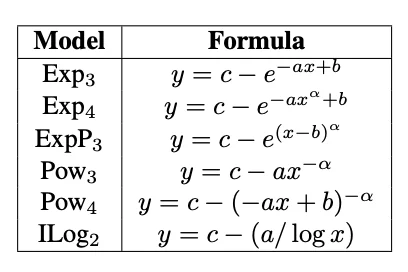 Model Formula
Exp₃ y = c − e^{−ax+b}
Exp₄ y = c − e^{−ax^α+b}
ExpP₃ y = c − e^{(x−b)^α}
Pow₃ y = c − ax^{−α}
Pow₄ y = c − (−ax + b)^{−α}
ILog₂ y = c − (a/ log x)